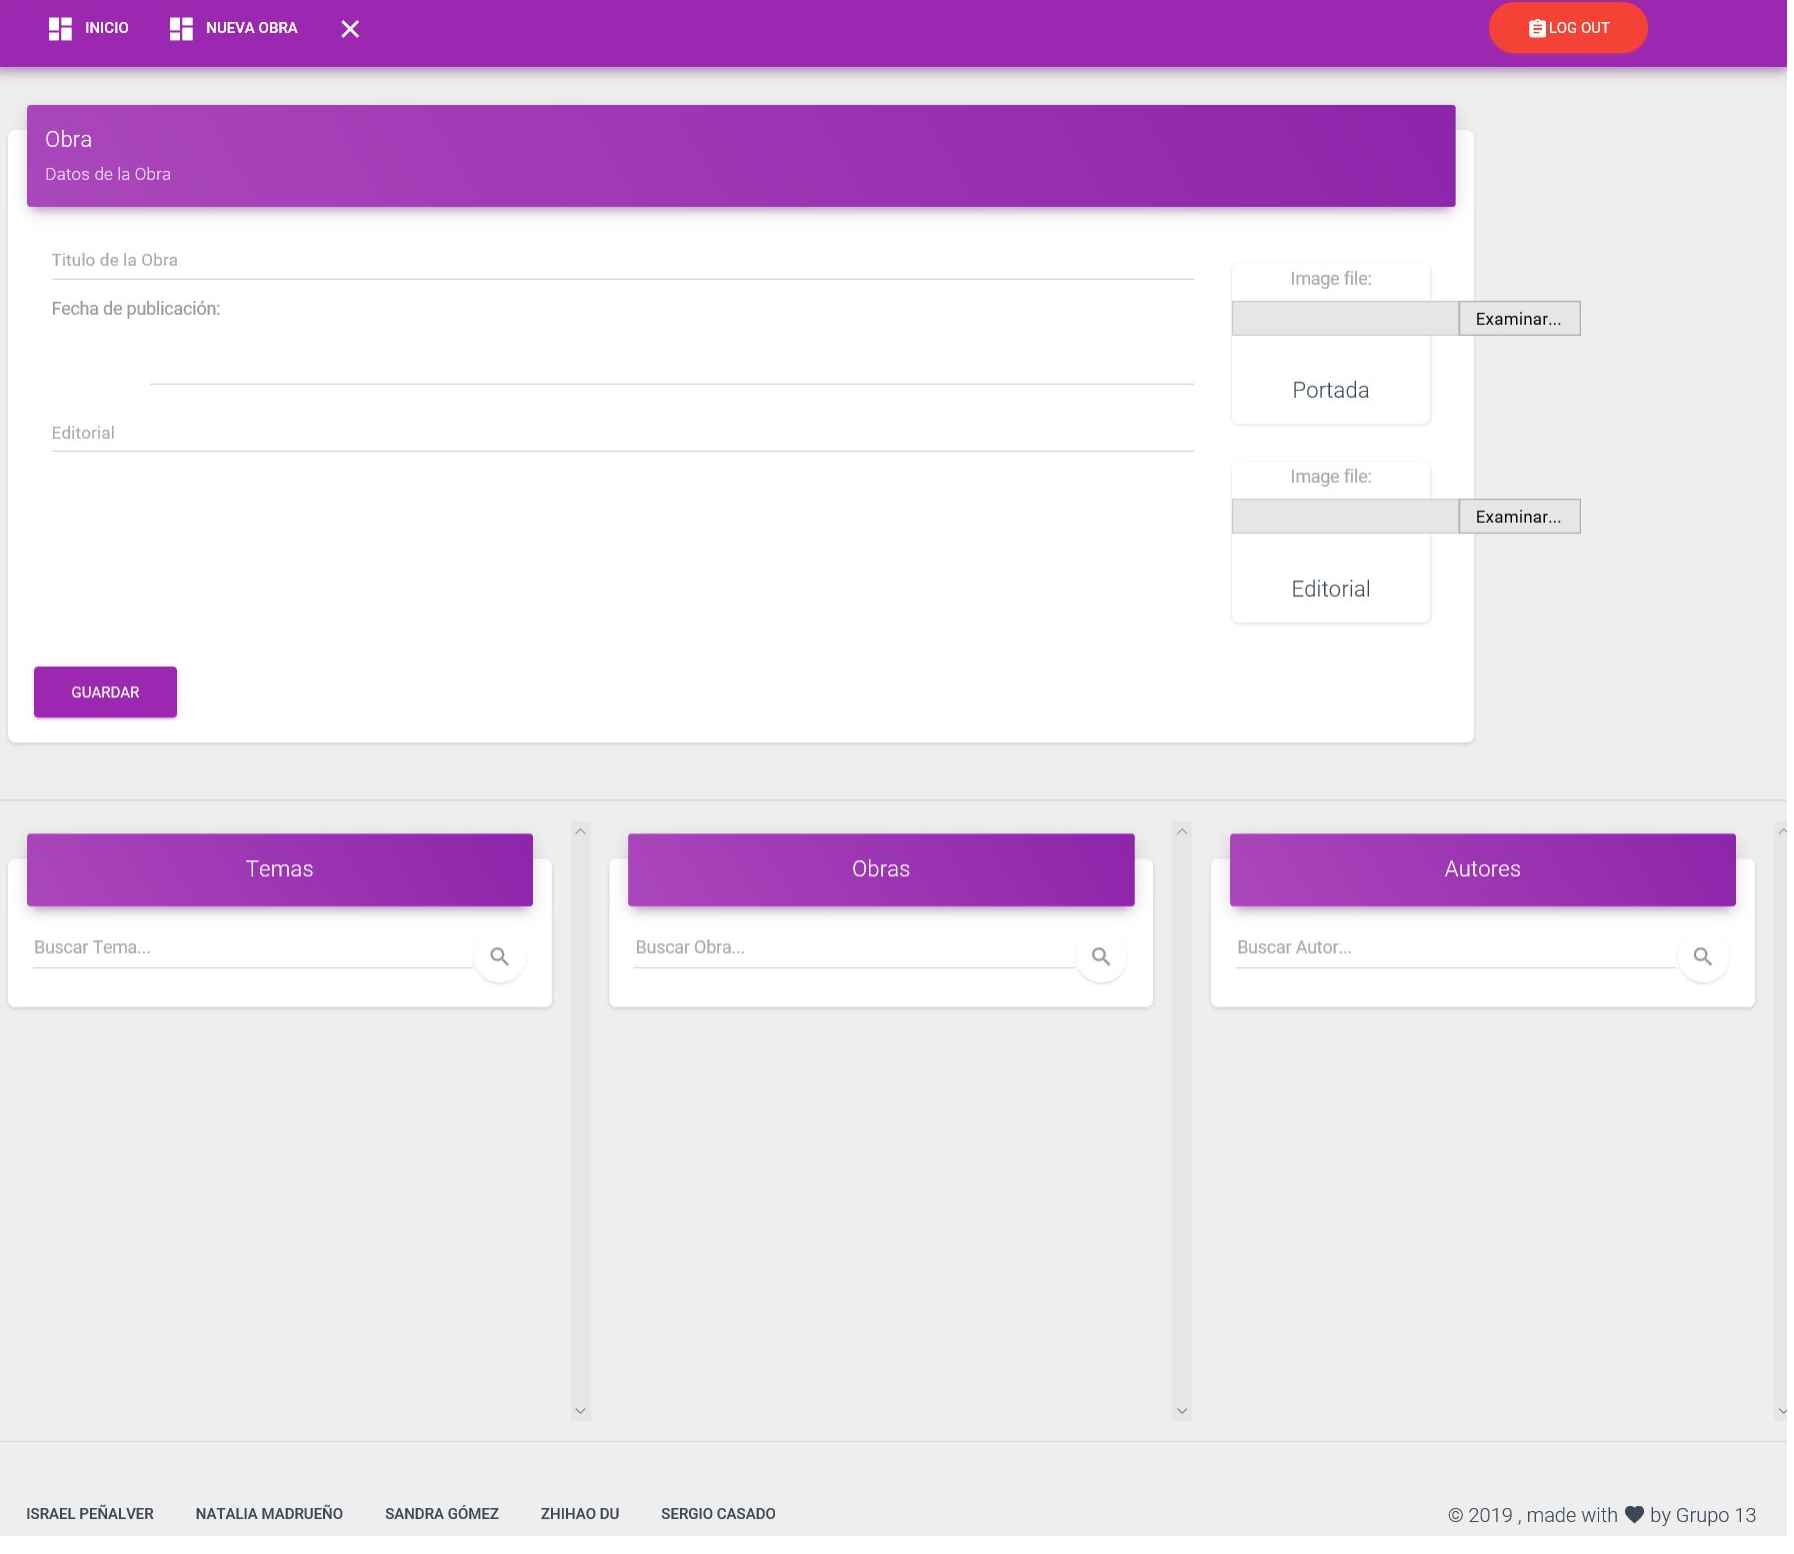 INICIO NUEVA OBRA LOG OUT
Obra
Datos de la Obra
Titulo de la Obra
Fecha de publicación:
Editorial
Image file:
Examinar...
Portada
Image file:
Examinar...
Editorial
GUARDAR
Temas
Buscar Tema...
Obras
Buscar Obra...
Autores
Buscar Autor...
ISRAEL PEÑALVER NATALIA MADRUEÑO SANDRA GÓMEZ ZHIHAO DU SERGIO CASADO
© 2019 , made with ♥ by Grupo 13